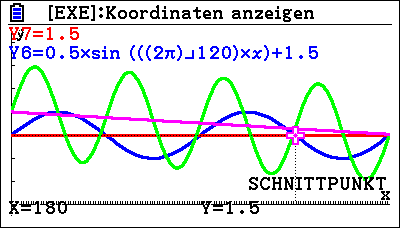 [EXE]:Koordinaten anzeigen
y
Y7=1.5
Y6=0.5×sin (((2π)⌟120)×x)+1.5
SCHNITTPUNKT
x
X=180 Y=1.5